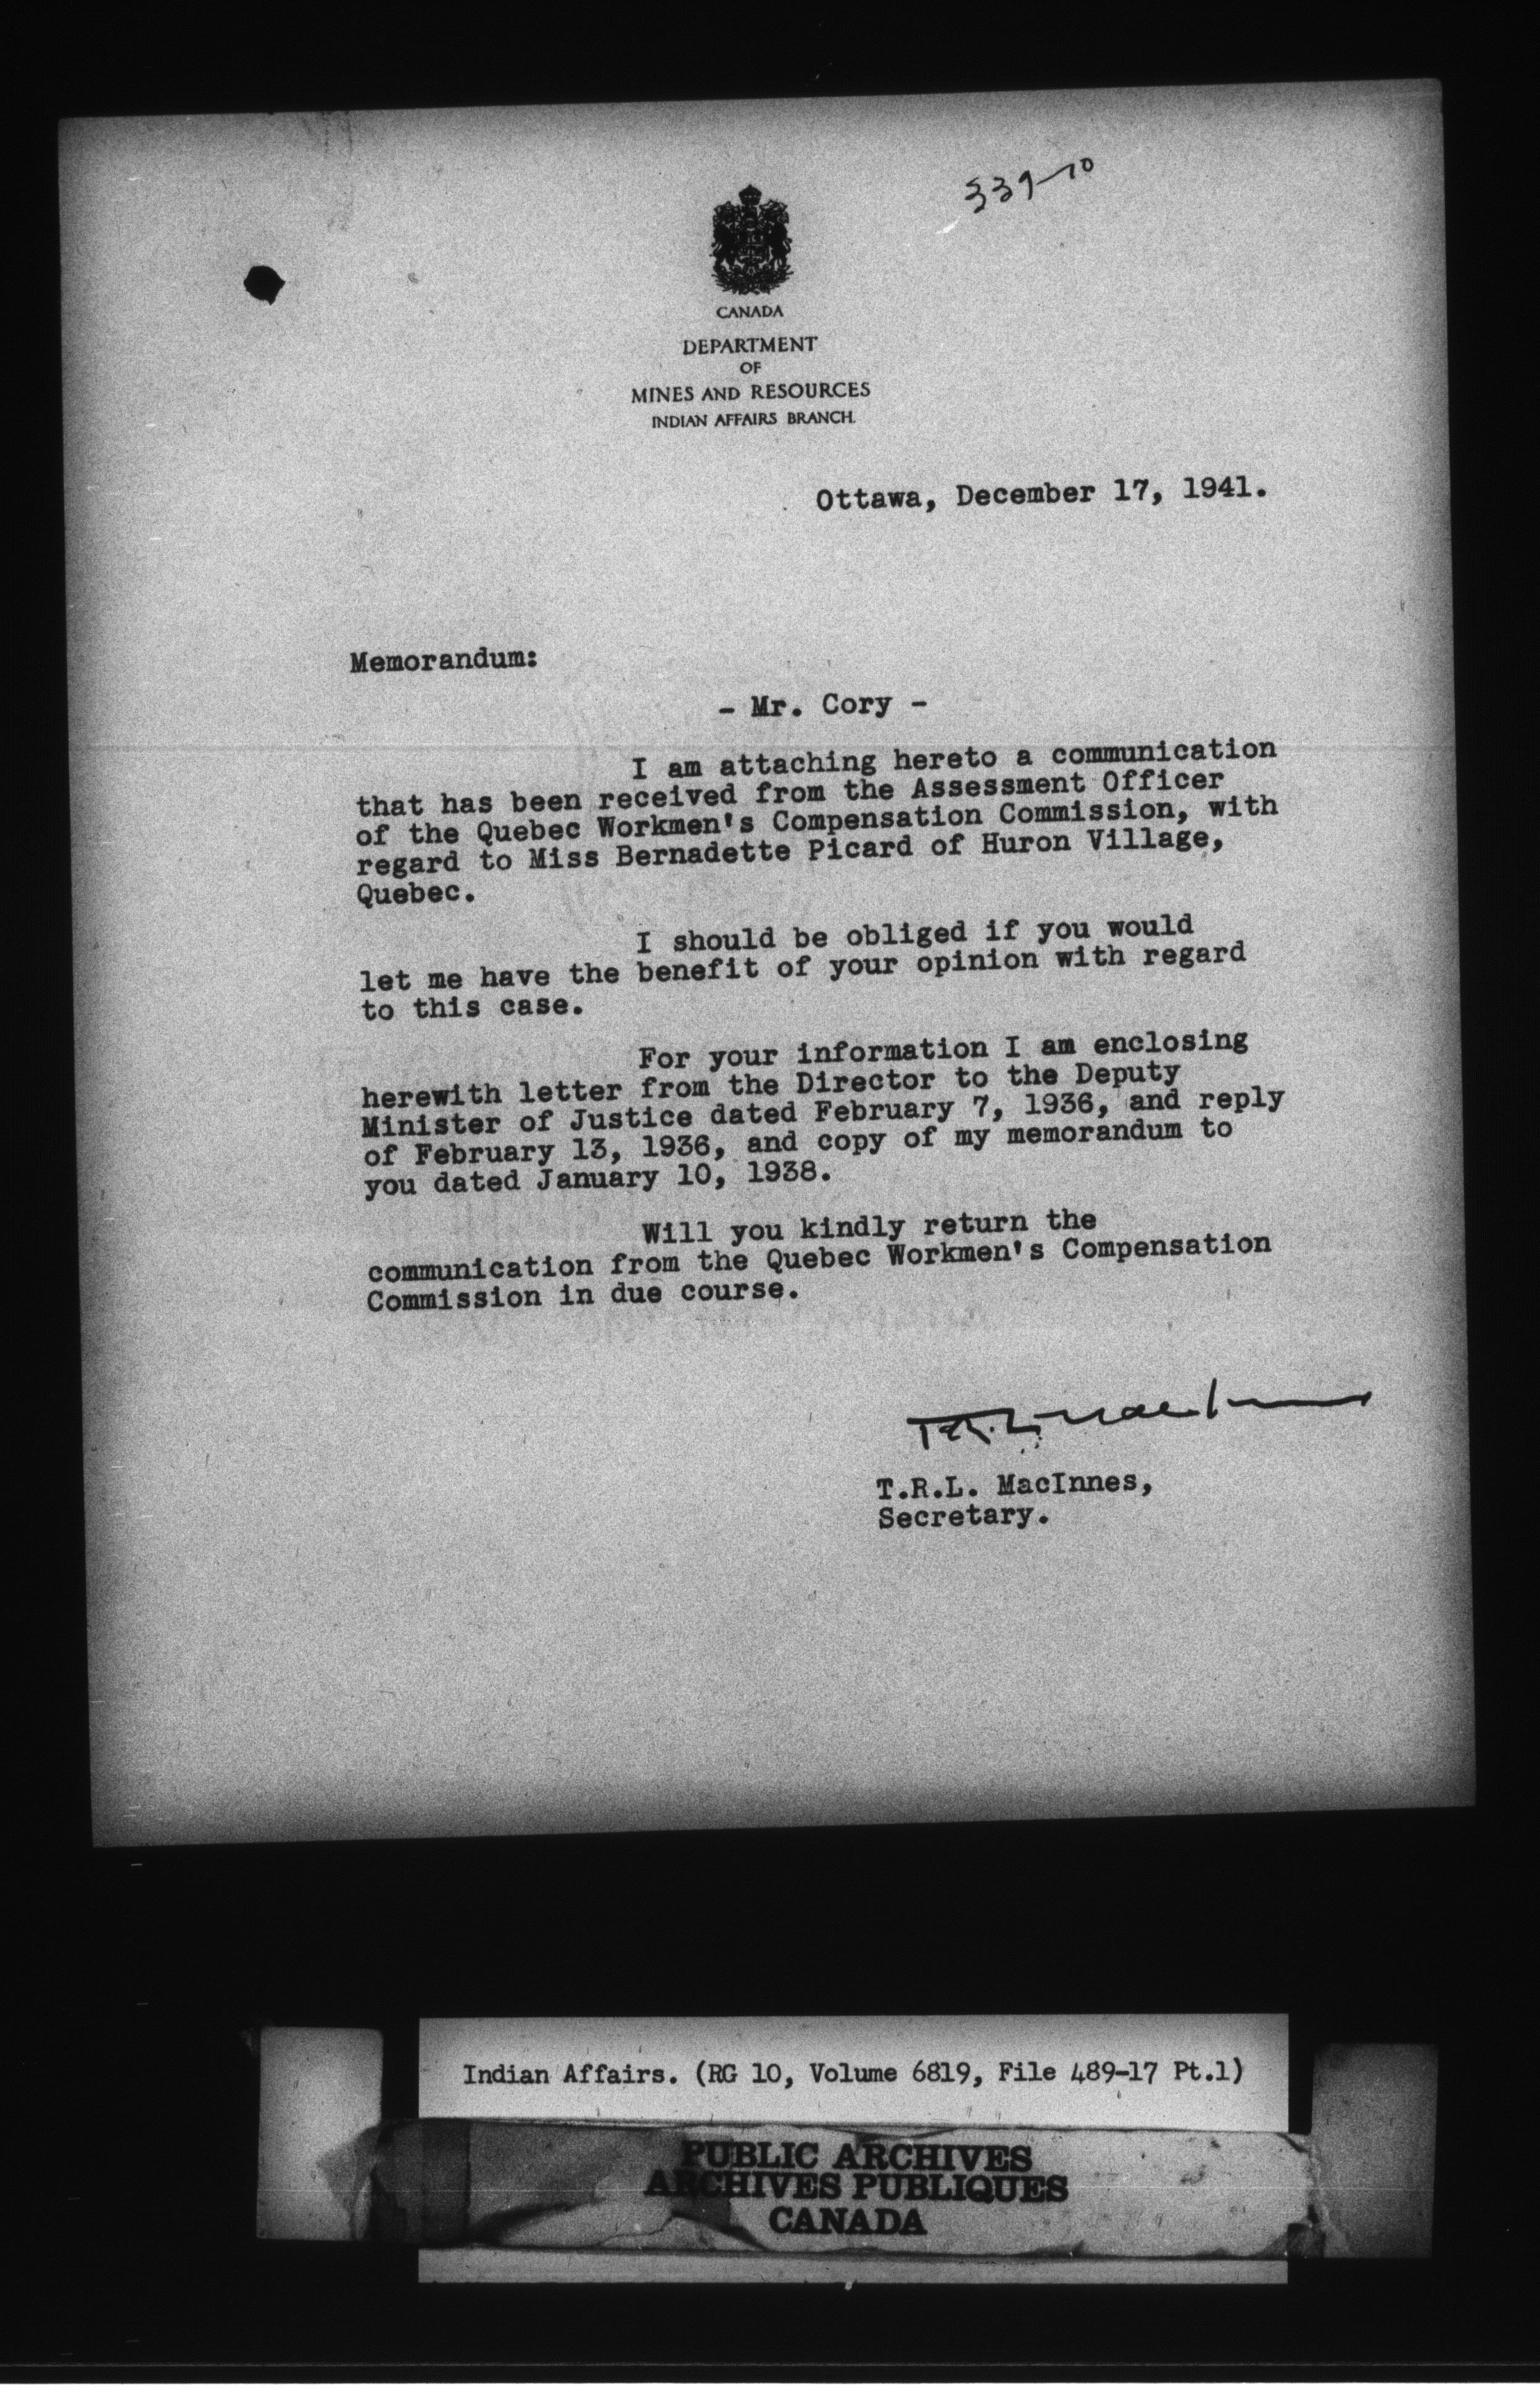 339-10
CANADA
DEPARTMENT
OF
MINES AND RESOURCES
INDIAN AFFAIRS BRANCH.
Ottawa, December 17, 1941.
Memorandum:
- Mr. Cory -
I am attaching hereto a communication
that has been received from the Assessment Officer
of the Quebec Workmen's Compensation Commission, with
regard to Miss Bernadette Picard of Huron Village,
Quebec.
I should be obliged if you would
let me have the benefit of your opinion with regard
to this case.
For your information I am enclosing
herewith letter from the Director to the Deputy
Minister of Justice dated February 7, 1936, and reply
of February 13, 1936, and copy of my memorandum to
you dated January 10, 1938.
Will you kindly return the
communication from the Quebec Workmen's Compensation
Commission in due course.
T.R.L. MacInnes
T.R.L. MacInnes,
Secretary.
Indian Affairs. (RG 10, Volume 6819, File 489-17 Pt.1)
PUBLIC ARCHIVES
ARCHIVES PUBLIQUES
CANADA